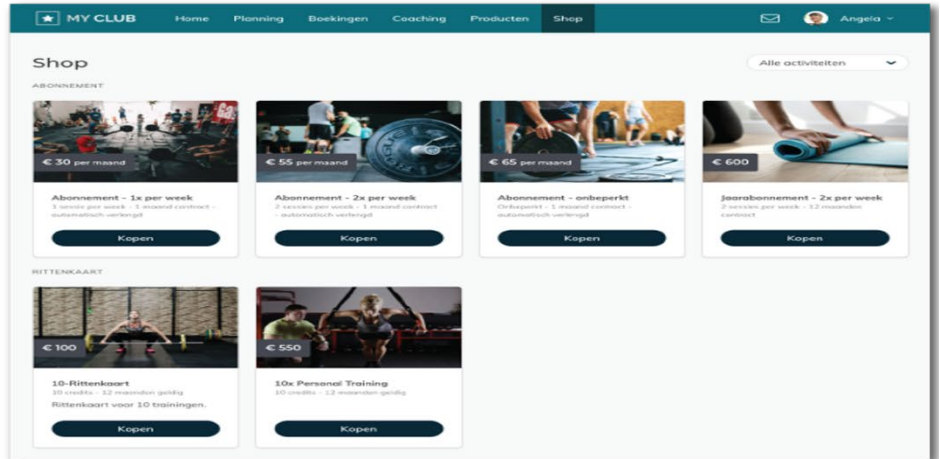 MY CLUB Home Planning Boekingen Coaching Producten Shop Angela
Shop
Alle activiteiten
ABONNEMENT
€ 30 per maand
Abonnement - 1x per week
1 sessie per week - 1 maand contract -
automatisch verlengd
Kopen
€ 55 per maand
Abonnement - 2x per week
2 sessies per week - 1 maand contract
- automatisch verlengd
Kopen
€ 65 per maand
Abonnement - onbeperkt
Onbeperkt - 1 maand contract -
automatisch verlengd
Kopen
€ 600
Jaarabonnement - 2x per week
2 sessies per week - 12 maanden
contract
Kopen
RITTENKAART
€ 100
10-Rittenkaart
10 credits - 12 maanden geldig
Rittenkaart voor 10 trainingen.
Kopen
€ 550
10x Personal Training
10 credits - 12 maanden geldig
Kopen